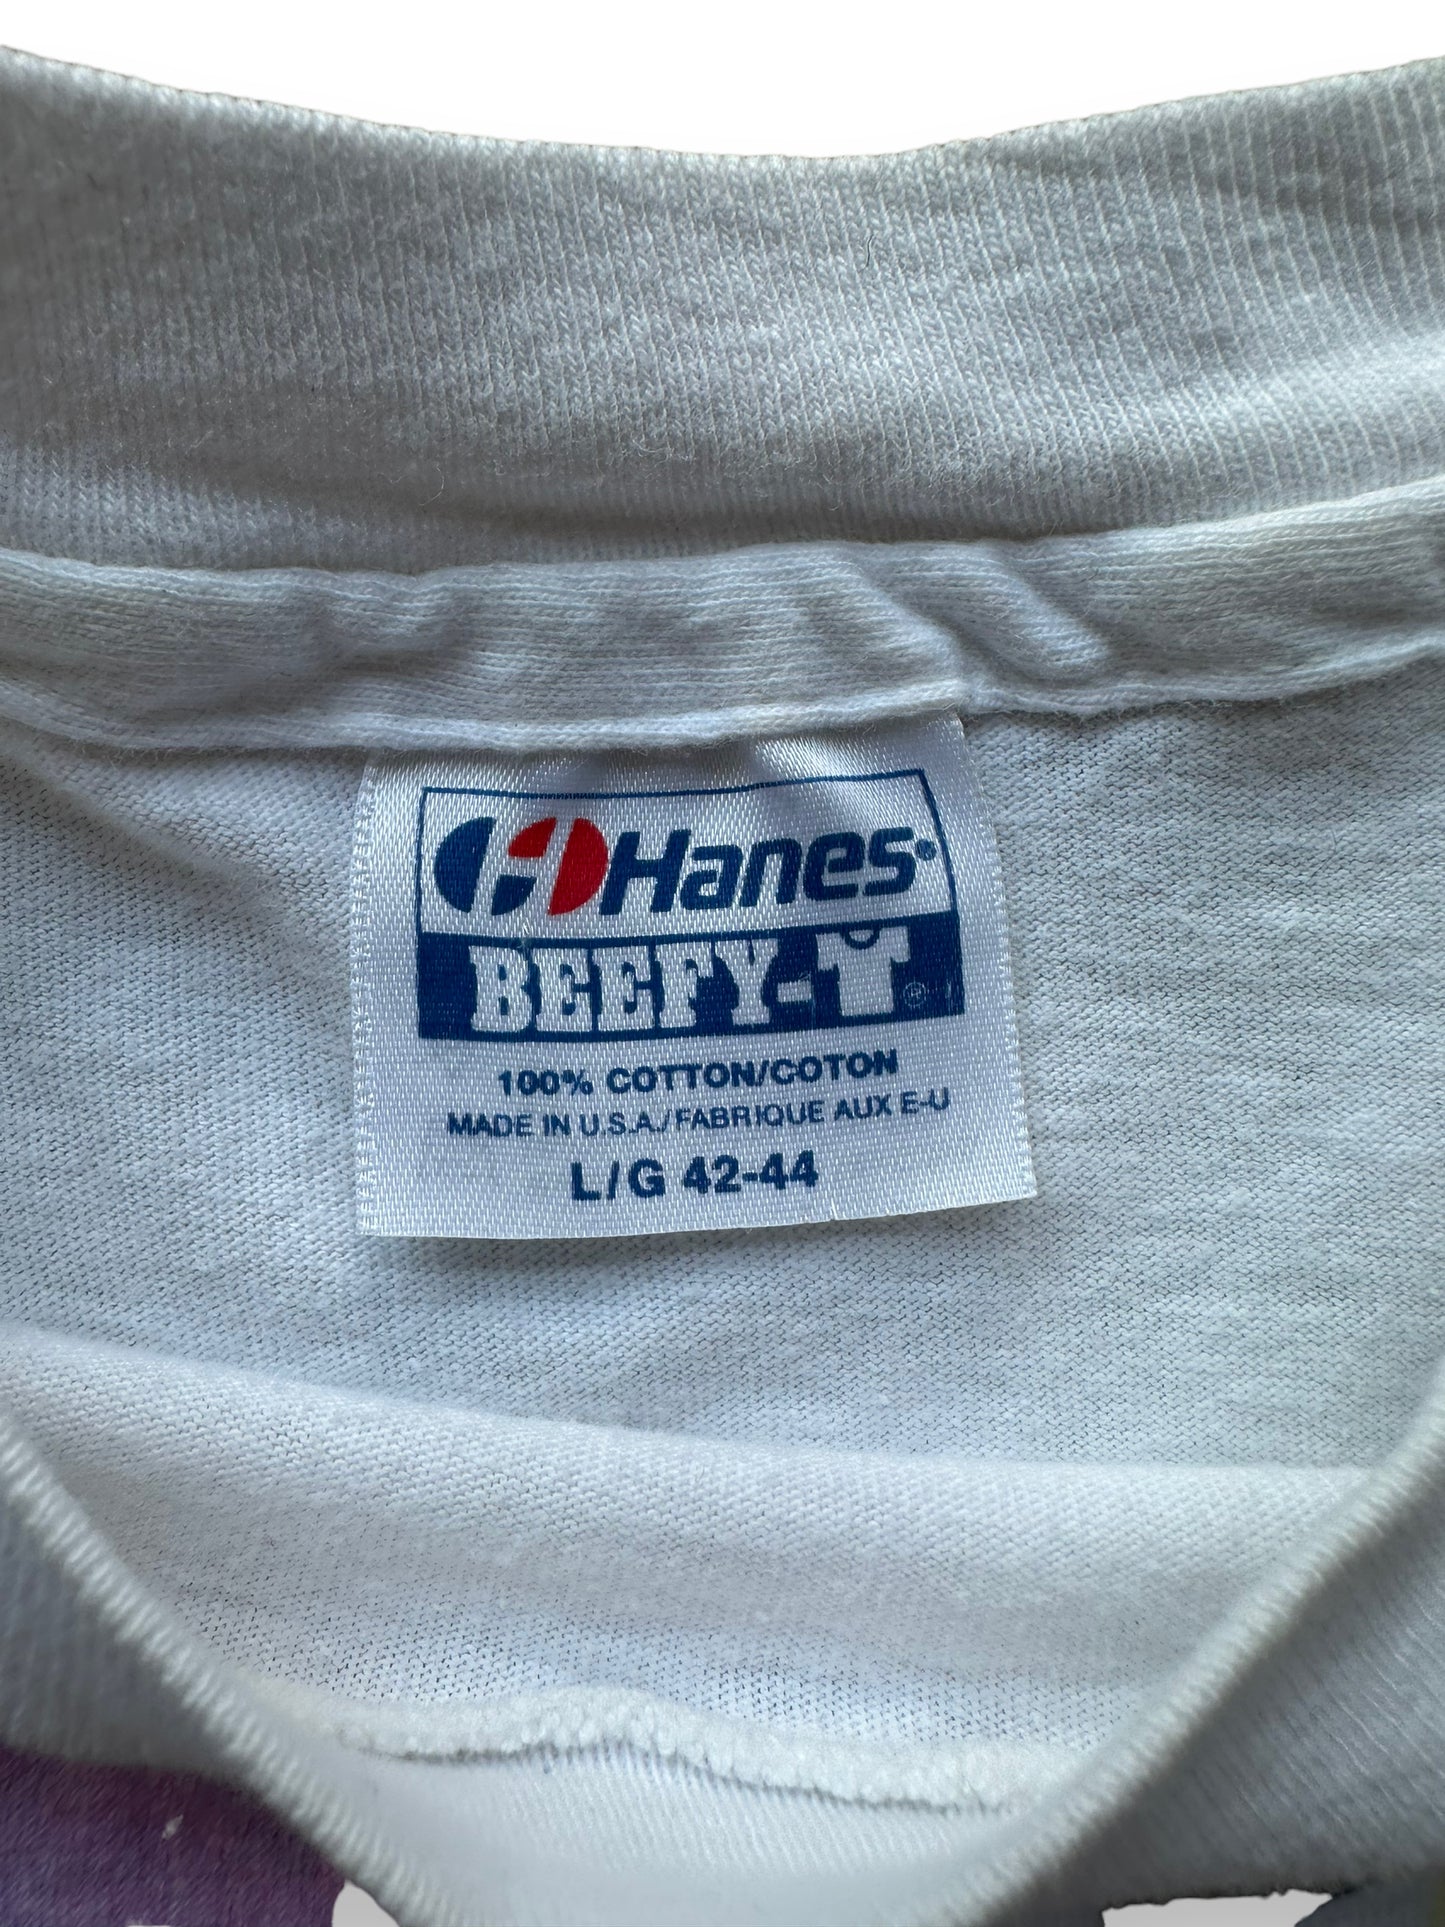 Hanes®
BEEFY-T®
100% COTTON/COTON
MADE IN U.S.A./FABRIQUE AUX E-U
L/G 42-44